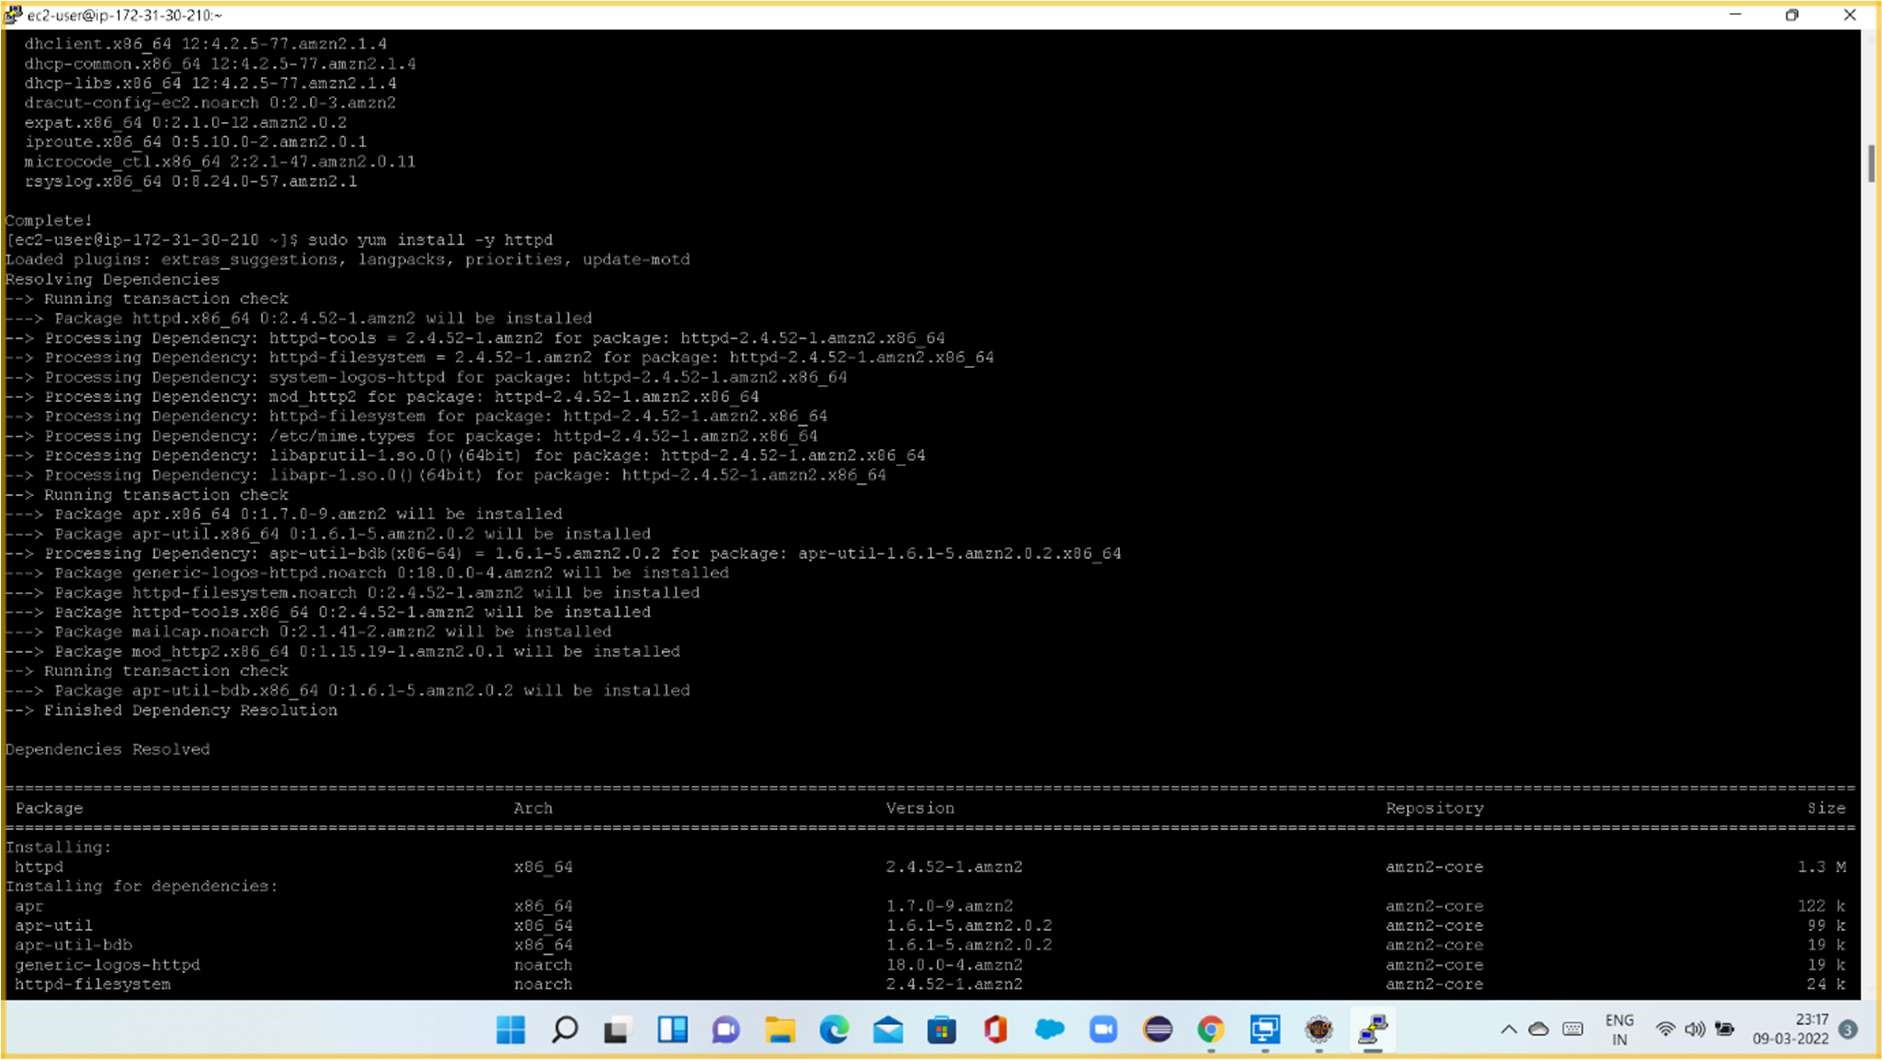 ec2-user@ip-172-31-30-210:~
dhclient.x86_64 12:4.2.5-77.amzn2.1.4
dhcp-common.x86_64 12:4.2.5-77.amzn2.1.4
dhcp-libs.x86_64 12:4.2.5-77.amzn2.1.4
dracut-config-ec2.noarch 0:2.0-3.amzn2
expat.x86_64 0:2.1.0-12.amzn2.0.2
iproute.x86_64 0:5.10.0-2.amzn2.0.1
microcode_ctl.x86_64 2:2.1-47.amzn2.0.11
rsyslog.x86_64 0:8.24.0-57.amzn2.1
Complete!
[ec2-user@ip-172-31-30-210 ~]$ sudo yum install -y httpd
Loaded plugins: extras_suggestions, langpacks, priorities, update-motd
Resolving Dependencies
--> Running transaction check
---> Package httpd.x86_64 0:2.4.52-1.amzn2 will be installed
--> Processing Dependency: httpd-tools = 2.4.52-1.amzn2 for package: httpd-2.4.52-1.amzn2.x86_64
--> Processing Dependency: httpd-filesystem = 2.4.52-1.amzn2 for package: httpd-2.4.52-1.amzn2.x86_64
--> Processing Dependency: system-logos-httpd for package: httpd-2.4.52-1.amzn2.x86_64
--> Processing Dependency: mod_http2 for package: httpd-2.4.52-1.amzn2.x86_64
--> Processing Dependency: httpd-filesystem for package: httpd-2.4.52-1.amzn2.x86_64
--> Processing Dependency: /etc/mime.types for package: httpd-2.4.52-1.amzn2.x86_64
--> Processing Dependency: libaprutil-1.so.0()(64bit) for package: httpd-2.4.52-1.amzn2.x86_64
--> Processing Dependency: libapr-1.so.0()(64bit) for package: httpd-2.4.52-1.amzn2.x86_64
--> Running transaction check
---> Package apr.x86_64 0:1.7.0-9.amzn2 will be installed
---> Package apr-util.x86_64 0:1.6.1-5.amzn2.0.2 will be installed
--> Processing Dependency: apr-util-bdb(x86-64) = 1.6.1-5.amzn2.0.2 for package: apr-util-1.6.1-5.amzn2.0.2.x86_64
---> Package generic-logos-httpd.noarch 0:18.0.0-4.amzn2 will be installed
---> Package httpd-filesystem.noarch 0:2.4.52-1.amzn2 will be installed
---> Package httpd-tools.x86_64 0:2.4.52-1.amzn2 will be installed
---> Package mailcap.noarch 0:2.1.41-2.amzn2 will be installed
---> Package mod_http2.x86_64 0:1.15.19-1.amzn2.0.1 will be installed
--> Running transaction check
---> Package apr-util-bdb.x86_64 0:1.6.1-5.amzn2.0.2 will be installed
--> Finished Dependency Resolution
Dependencies Resolved
Package Arch Version Repository Size
Installing:
httpd x86_64 2.4.52-1.amzn2 amzn2-core 1.3 M
Installing for dependencies:
apr x86_64 1.7.0-9.amzn2 amzn2-core 122 k
apr-util x86_64 1.6.1-5.amzn2.0.2 amzn2-core 99 k
apr-util-bdb x86_64 1.6.1-5.amzn2.0.2 amzn2-core 19 k
generic-logos-httpd noarch 18.0.0-4.amzn2 amzn2-core 19 k
httpd-filesystem noarch 2.4.52-1.amzn2 amzn2-core 24 k
ENG
IN
23:17
09-03-2022
3